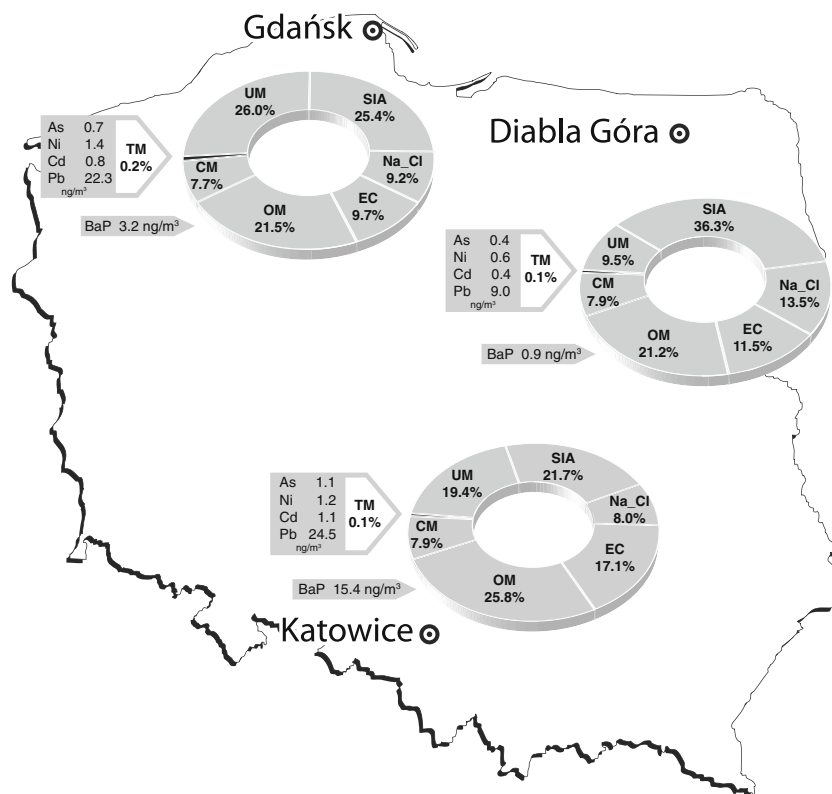 Gdańsk
UM
26.0%
SIA
25.4%
Na_Cl
9.2%
EC
9.7%
OM
21.5%
CM
7.7%
TM
0.2%
As 0.7
Ni 1.4
Cd 0.8
Pb 22.3
ng/m³
BaP 3.2 ng/m³
Diabla Góra
SIA
36.3%
UM
9.5%
Na_Cl
13.5%
EC
11.5%
OM
21.2%
CM
7.9%
TM
0.1%
As 0.4
Ni 0.6
Cd 0.4
Pb 9.0
ng/m³
BaP 0.9 ng/m³
UM
19.4%
SIA
21.7%
Na_Cl
8.0%
EC
17.1%
OM
25.8%
CM
7.9%
TM
0.1%
As 1.1
Ni 1.2
Cd 1.1
Pb 24.5
ng/m³
BaP 15.4 ng/m³
Katowice